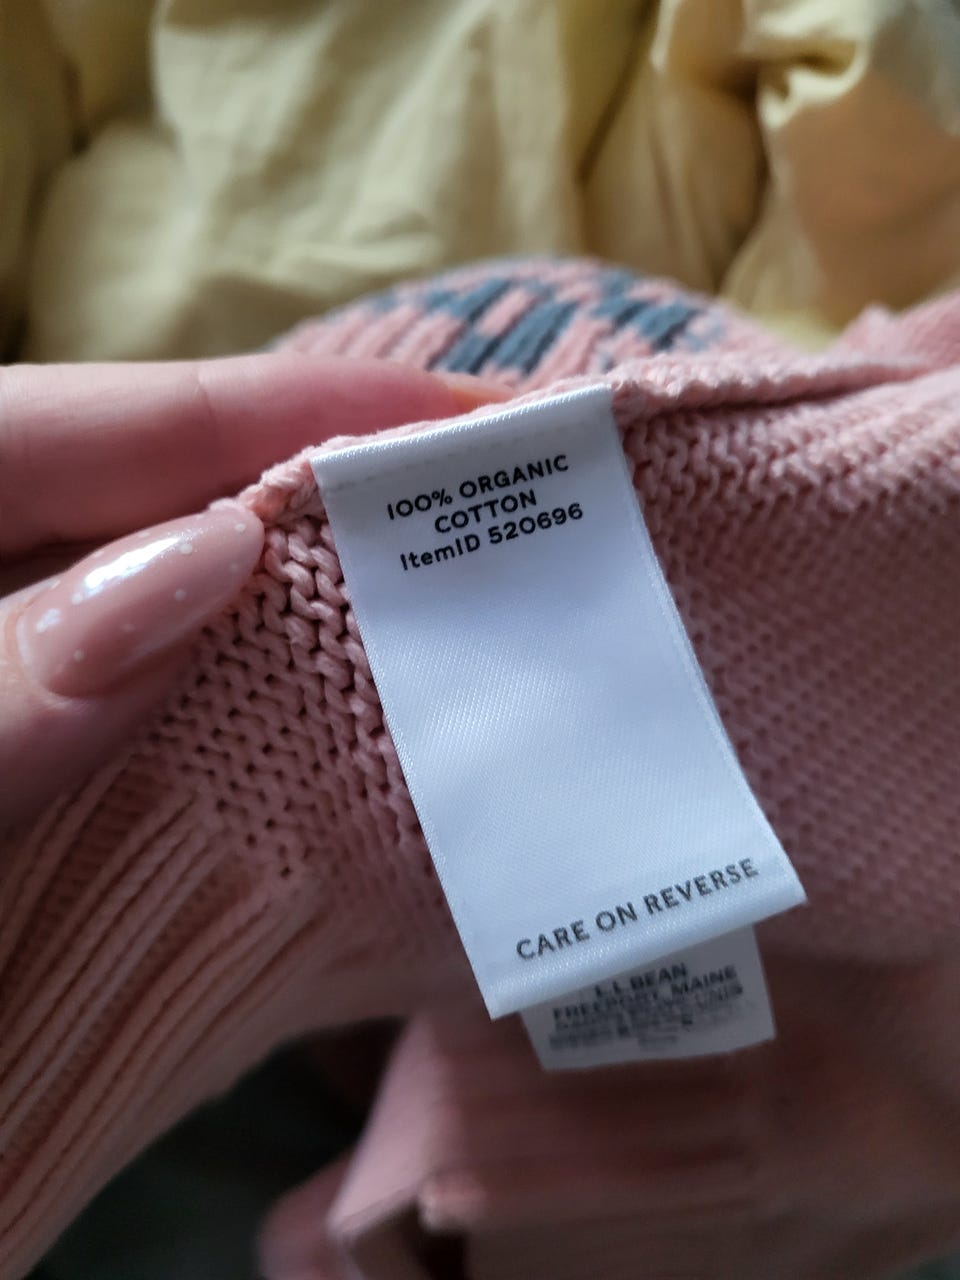 100% ORGANIC
COTTON
ItemID 520696
CARE ON REVERSE
L.L.BEAN
FREEPORT, MAINE